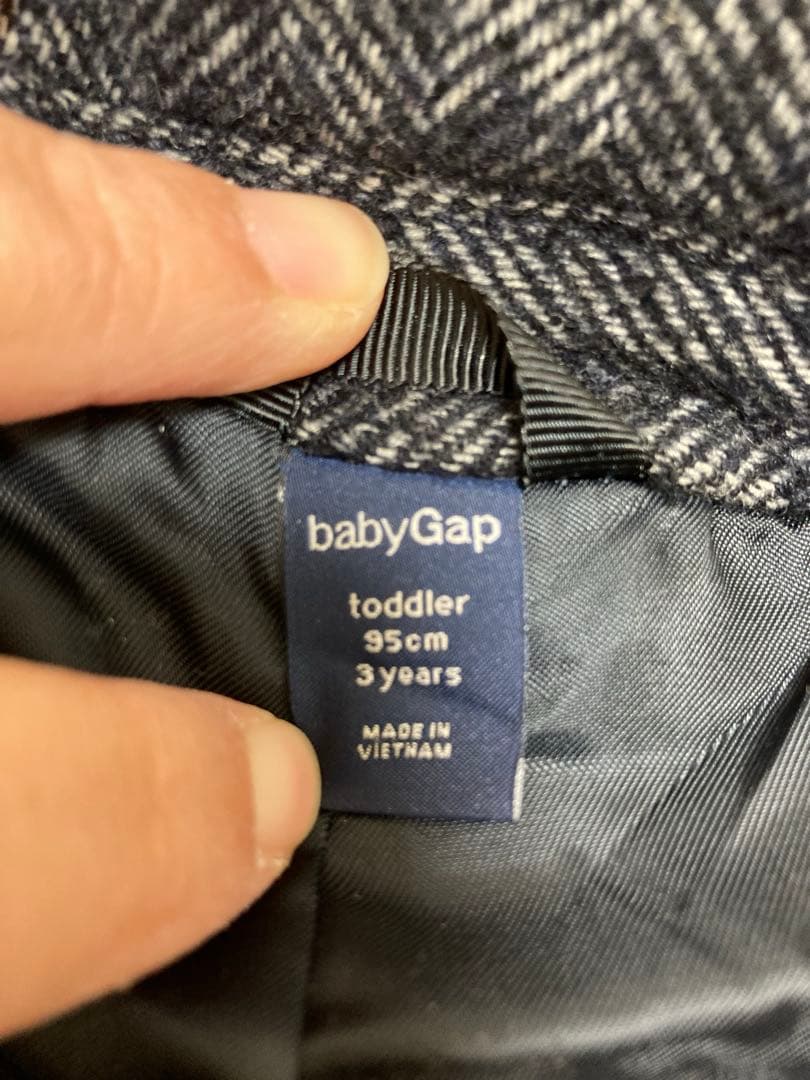 babyGap
toddler
95cm
3 years
MADE IN
VIETNAM